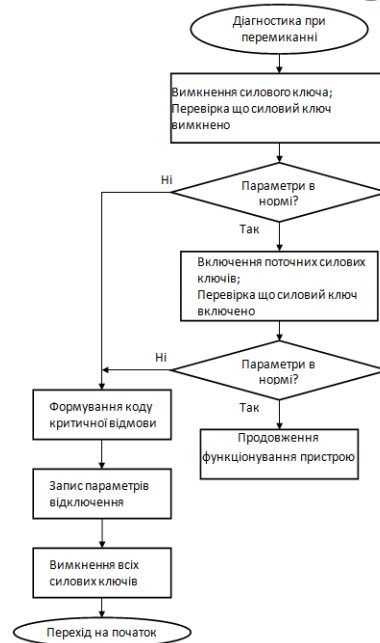 Діагностика при
перемиканні
Вимкнення силового ключа;
Перевірка що силовий ключ
вимкнено
Ні
Параметри в
нормі?
Так
Включення поточних силових
ключів;
Перевірка що силовий ключ
включено
Ні
Параметри в
нормі?
Так
Формування коду
критичної відмови
Продовження
функціонування пристрою
Запис параметрів
відключення
Вимкнення всіх
силових ключів
Перехід на початок